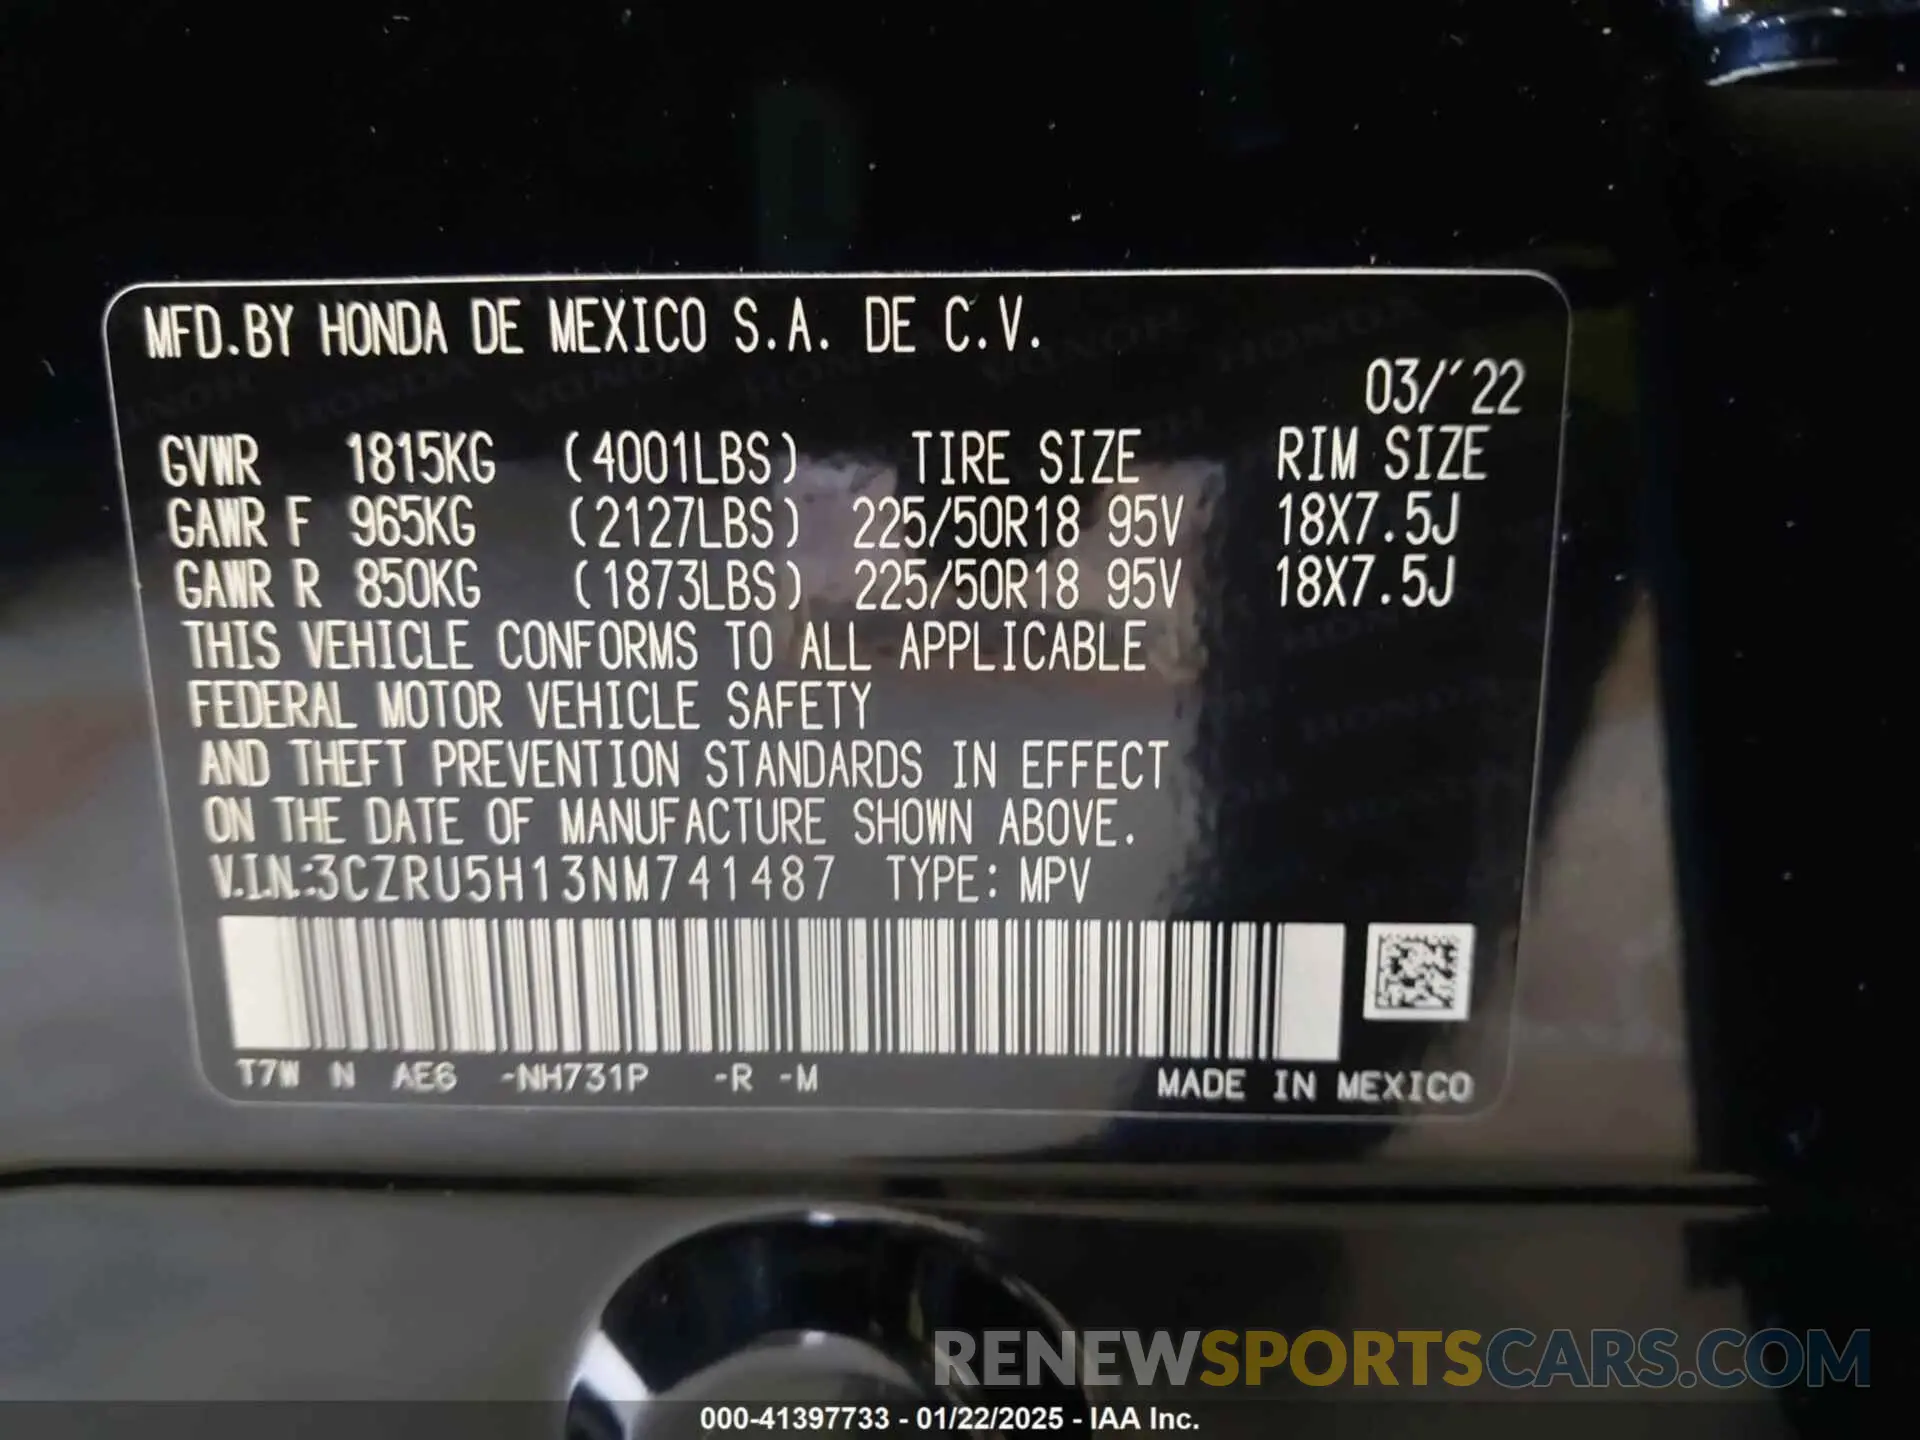 MFD.BY HONDA DE MEXICO S.A. DE C.V.
03/'22
GVWR 1815KG (4001LBS) TIRE SIZE RIM SIZE
GAWR F 965KG (2127LBS) 225/50R18 95V 18X7.5J
GAWR R 850KG (1873LBS) 225/50R18 95V 18X7.5J
THIS VEHICLE CONFORMS TO ALL APPLICABLE
FEDERAL MOTOR VEHICLE SAFETY
AND THEFT PREVENTION STANDARDS IN EFFECT
ON THE DATE OF MANUFACTURE SHOWN ABOVE.
V.I.N.:3CZRU5H13NM741487 TYPE: MPV
T7W N AE6 -NH731P -R -M MADE IN MEXICO
RENEWSPORTSCARS.COM
000-41397733 - 01/22/2025 - IAA Inc.